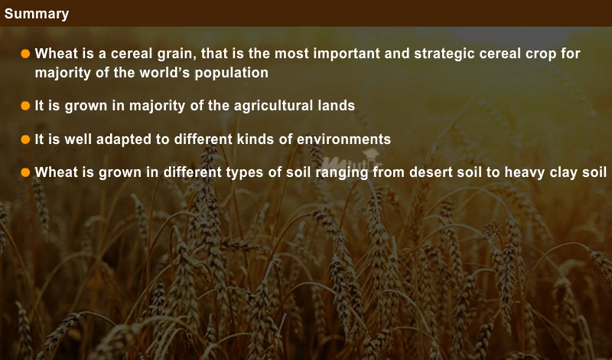 Summary
Wheat is a cereal grain, that is the most important and strategic cereal crop for
majority of the world's population
It is grown in majority of the agricultural lands
It is well adapted to different kinds of environments
Wheat is grown in different types of soil ranging from desert soil to heavy clay soil